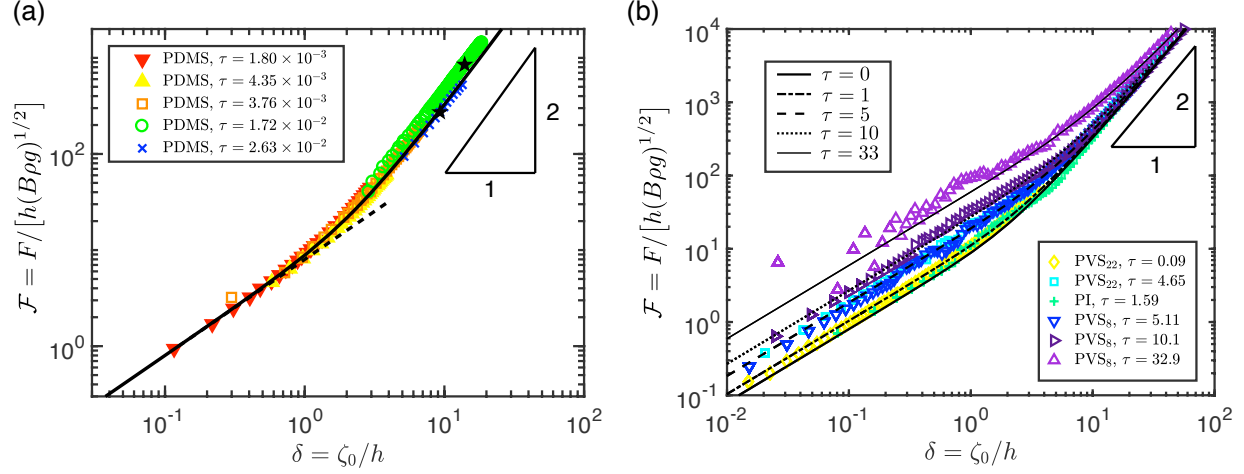 (a)
PDMS, τ = 1.80 × 10⁻³
PDMS, τ = 4.35 × 10⁻³
PDMS, τ = 3.76 × 10⁻³
PDMS, τ = 1.72 × 10⁻²
PDMS, τ = 2.63 × 10⁻²
2
1
10²
10⁰
ℱ = F/[h(Bρg)^{1/2}]
10⁻¹
10⁰
10¹
10²
δ = ζ₀/h
(b)
τ = 0
τ = 1
τ = 5
τ = 10
τ = 33
2
1
PVS₂₂, τ = 0.09
PVS₂₂, τ = 4.65
PI, τ = 1.59
PVS₈, τ = 5.11
PVS₈, τ = 10.1
PVS₈, τ = 32.9
10⁴
10³
10²
10¹
10⁰
10⁻¹
ℱ = F/[h(Bρg)^{1/2}]
10⁻²
10⁻¹
10⁰
10¹
10²
δ = ζ₀/h